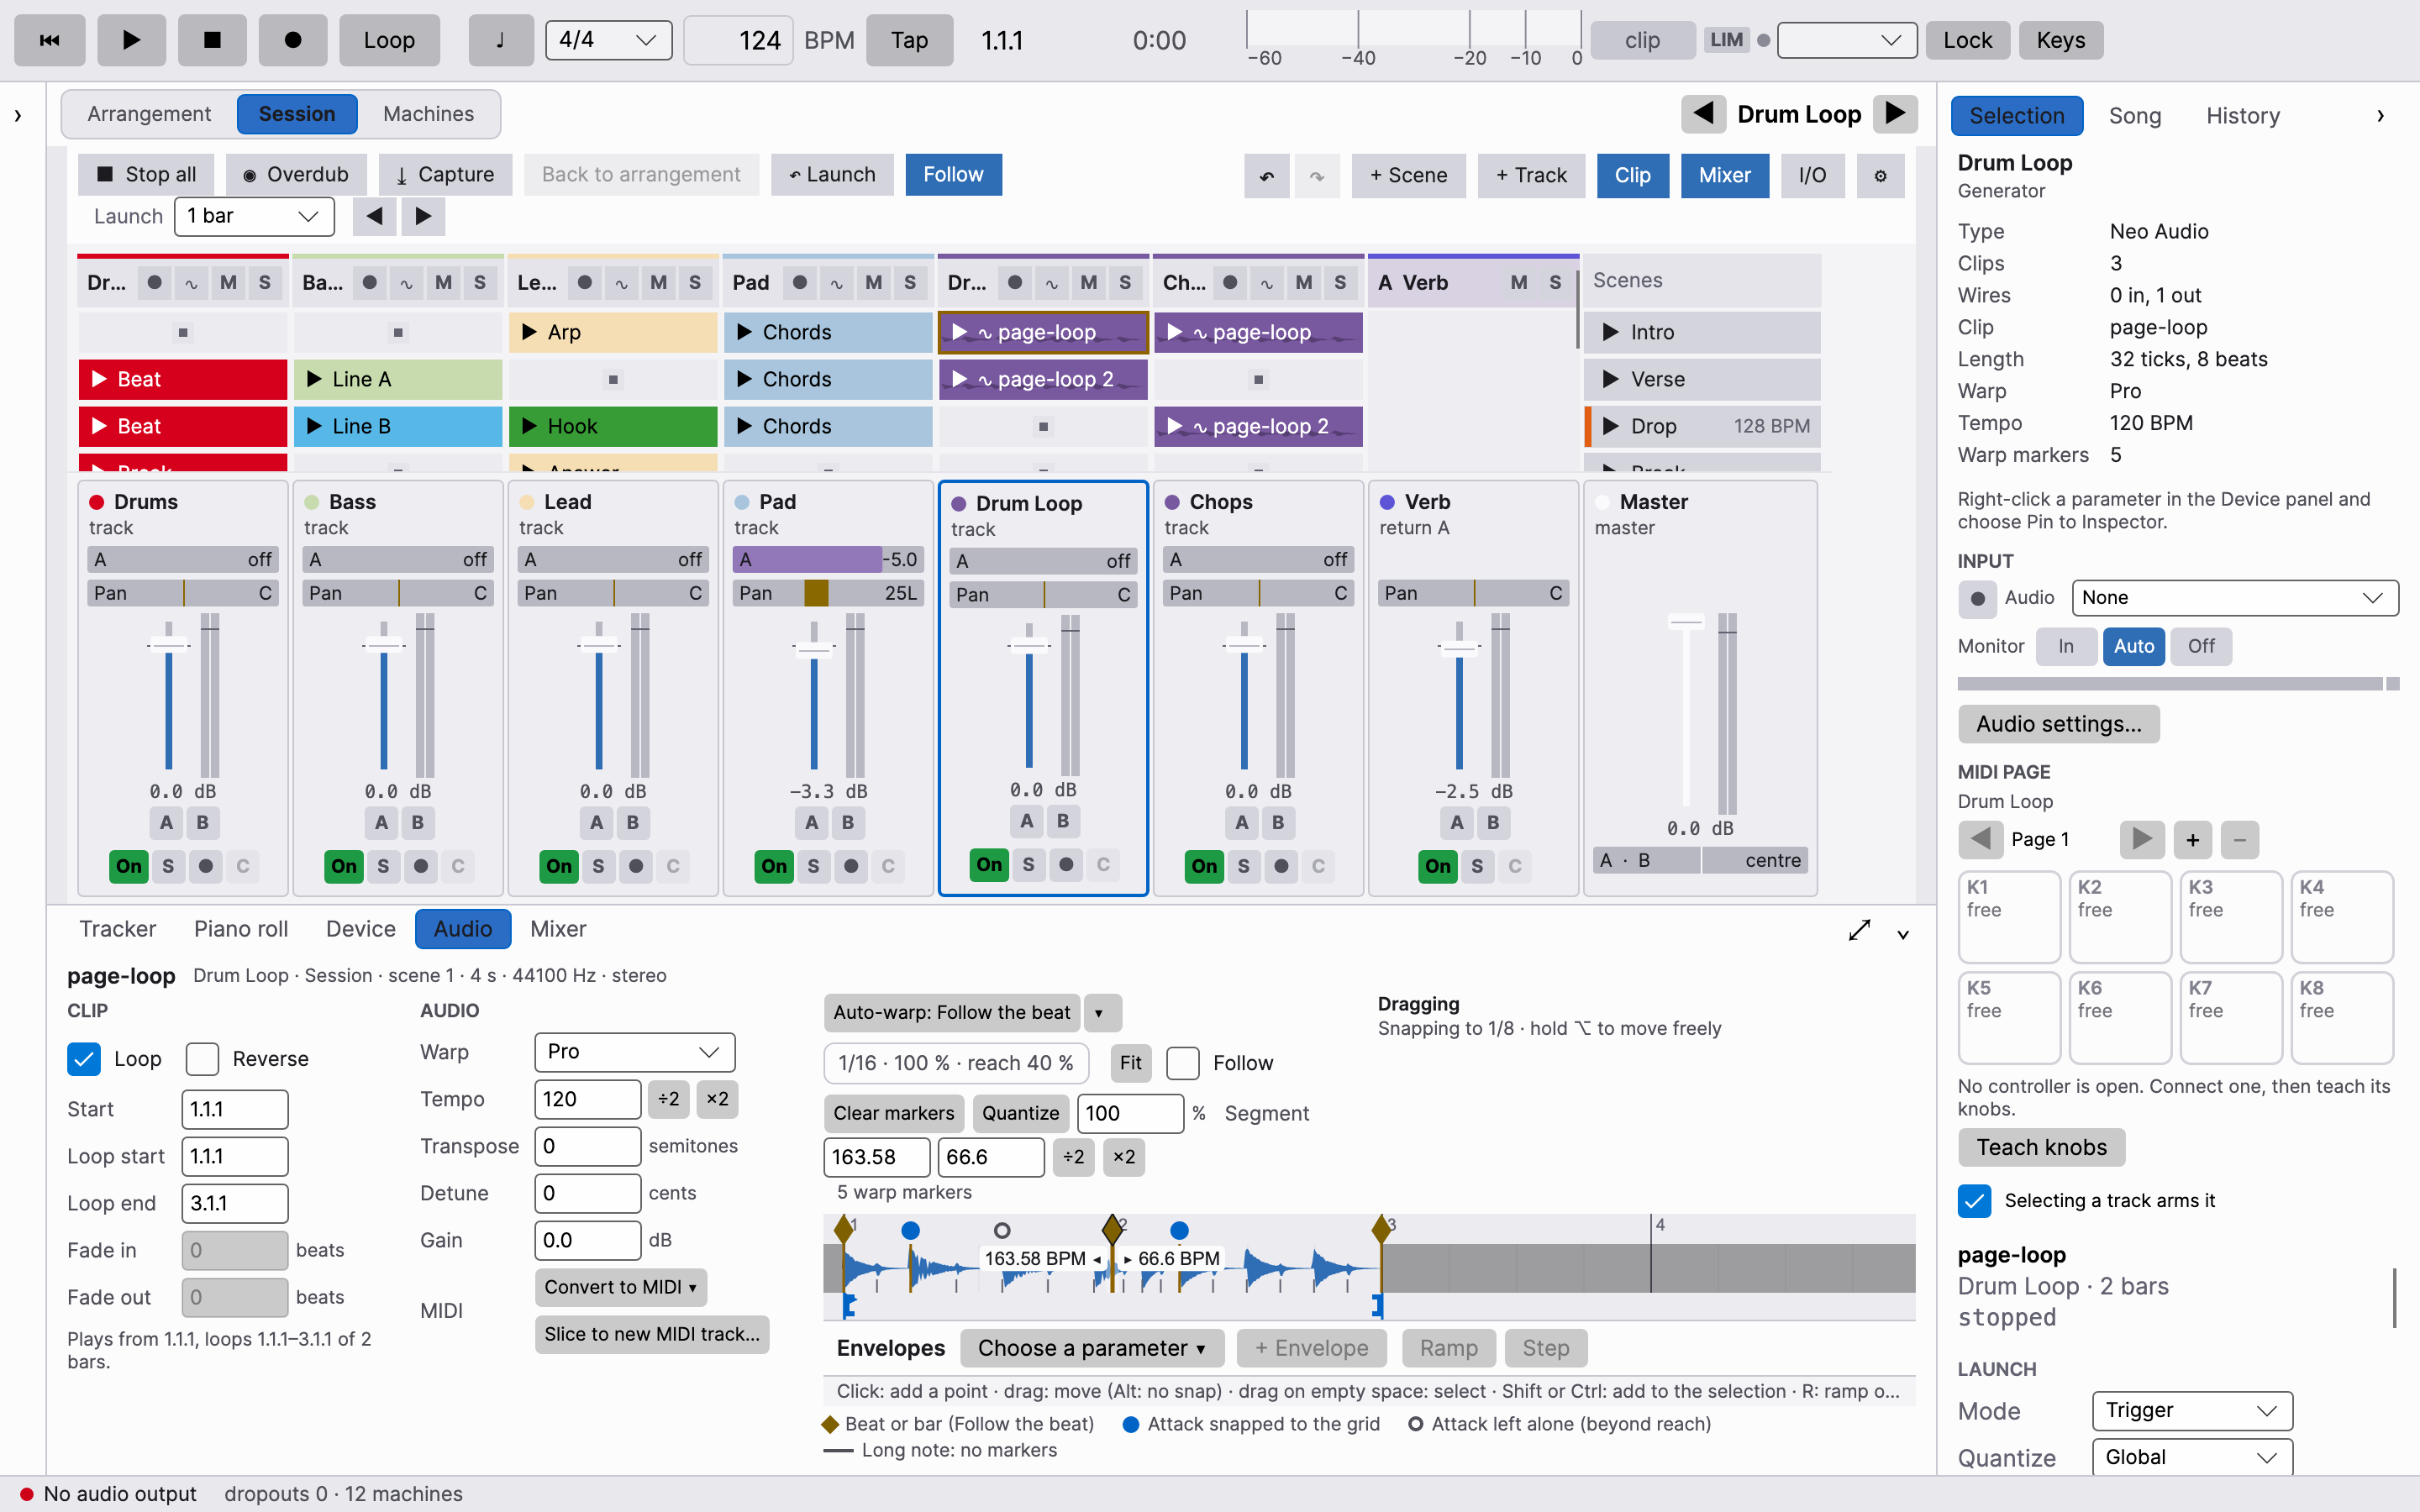 Loop
4/4
124 BPM
Tap
1.1.1
0:00
−60 −40 −20 −10 0
clip
LIM
Lock
Keys
Arrangement Session Machines
Drum Loop
Selection Song History
Stop all
Overdub
Capture
Back to arrangement
Launch
Follow
+ Scene
+ Track
Clip
Mixer
I/O
Launch 1 bar
Dr... M S
Ba... M S
Le... M S
Pad M S
Dr... M S
Ch... M S
A Verb M S
Scenes
Arp Chords page-loop page-loop Intro
Beat Line A Chords page-loop 2 Verse
Beat Line B Hook Chords page-loop 2 Drop 128 BPM
Break Answer Break
Drums Bass Lead Pad Drum Loop Chops Verb Master
track track track track track track return A master
A off A off A off A -5.0 A off A off
Pan C Pan C Pan C Pan 25L Pan C Pan C Pan C
0.0 dB 0.0 dB 0.0 dB −3.3 dB 0.0 dB 0.0 dB −2.5 dB 0.0 dB
A B A B A B A B A B A B A B
On S C On S C On S C On S C On S C On S C On S C
A · B centre
Tracker Piano roll Device Audio Mixer
page-loop Drum Loop · Session · scene 1 · 4 s · 44100 Hz · stereo
CLIP
Loop Reverse
Start 1.1.1
Loop start 1.1.1
Loop end 3.1.1
Fade in 0 beats
Fade out 0 beats
Plays from 1.1.1, loops 1.1.1–3.1.1 of 2
bars.
AUDIO
Warp Pro
Tempo 120 ÷2 ×2
Transpose 0 semitones
Detune 0 cents
Gain 0.0 dB
MIDI
Convert to MIDI
Slice to new MIDI track...
Auto-warp: Follow the beat
1/16 · 100 % · reach 40 % Fit Follow
Clear markers Quantize 100 % Segment
163.58 66.6 ÷2 ×2
5 warp markers
Dragging
Snapping to 1/8 · hold ⌥ to move freely
1 2 3 4
163.58 BPM 66.6 BPM
Envelopes Choose a parameter + Envelope Ramp Step
Click: add a point · drag: move (Alt: no snap) · drag on empty space: select · Shift or Ctrl: add to the selection · R: ramp o...
Beat or bar (Follow the beat) Attack snapped to the grid Attack left alone (beyond reach)
Long note: no markers
Drum Loop
Generator
Type Neo Audio
Clips 3
Wires 0 in, 1 out
Clip page-loop
Length 32 ticks, 8 beats
Warp Pro
Tempo 120 BPM
Warp markers 5
Right-click a parameter in the Device panel and
choose Pin to Inspector.
INPUT
Audio None
Monitor In Auto Off
Audio settings...
MIDI PAGE
Drum Loop
Page 1 + −
K1 K2 K3 K4
free free free free
K5 K6 K7 K8
free free free free
No controller is open. Connect one, then teach its
knobs.
Teach knobs
Selecting a track arms it
page-loop
Drum Loop · 2 bars
stopped
LAUNCH
Mode Trigger
Quantize Global
No audio output dropouts 0 · 12 machines